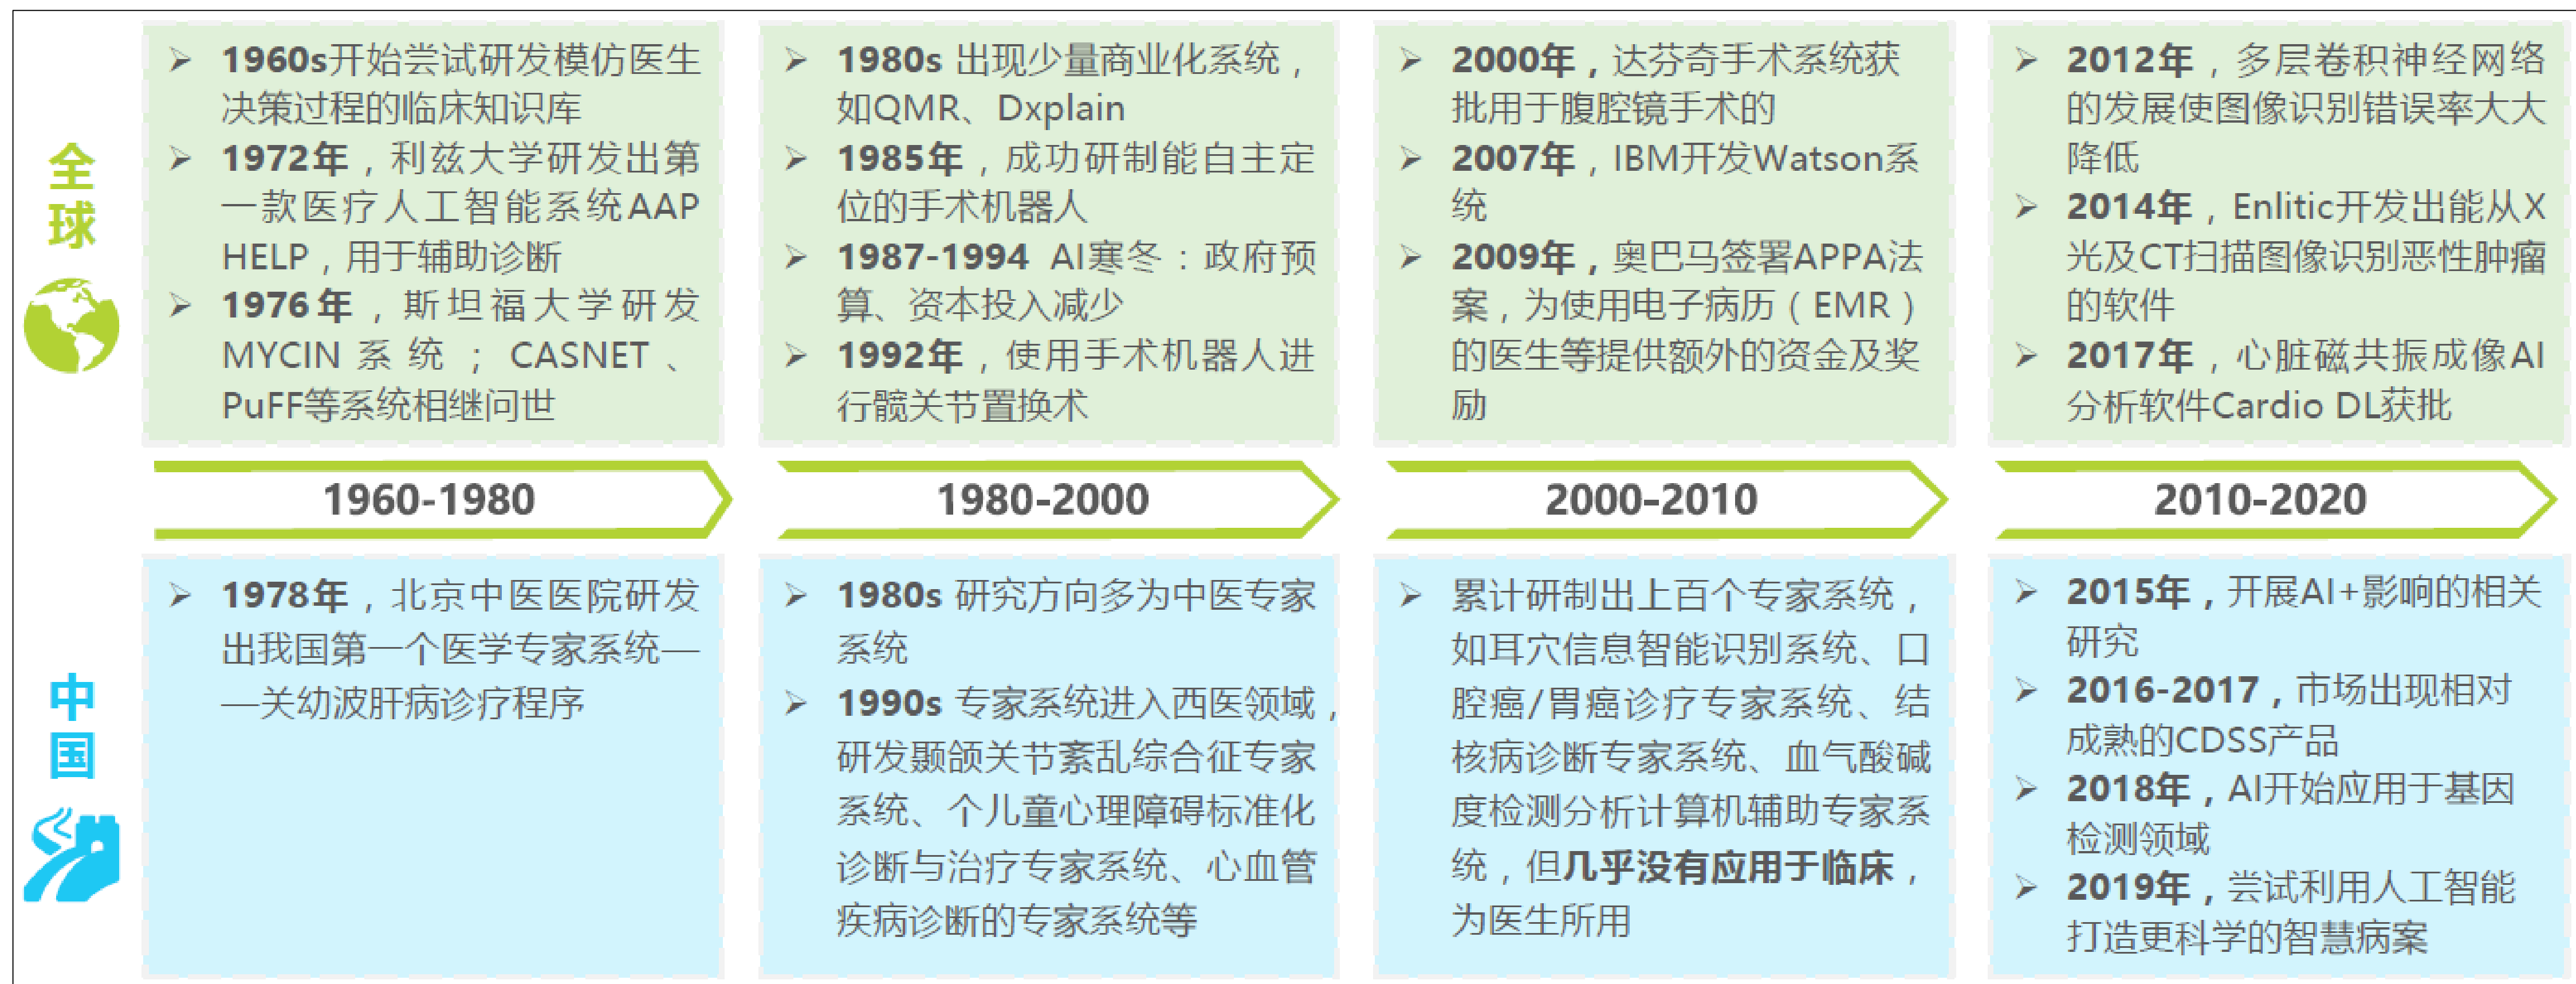 全球
1960s开始尝试研发模仿医生
决策过程的临床知识库
1972年，利兹大学研发出第
一款医疗人工智能系统AAP
HELP，用于辅助诊断
1976年，斯坦福大学研发
MYCIN系统；CASNET、
PuFF等系统相继问世
1980s 出现少量商业化系统，
如QMR、Dxplain
1985年，成功研制能自主定
位的手术机器人
1987-1994 AI寒冬：政府预
算、资本投入减少
1992年，使用手术机器人进
行髋关节置换术
2000年，达芬奇手术系统获
批用于腹腔镜手术的
2007年，IBM开发Watson系
统
2009年，奥巴马签署APPA法
案，为使用电子病历（EMR）
的医生等提供额外的资金及奖
励
2012年，多层卷积神经网络
的发展使图像识别错误率大大
降低
2014年，Enlitic开发出能从X
光及CT扫描图像识别恶性肿瘤
的软件
2017年，心脏磁共振成像AI
分析软件Cardio DL获批
1960-1980
1980-2000
2000-2010
2010-2020
中国
1978年，北京中医医院研发
出我国第一个医学专家系统—
—关幼波肝病诊疗程序
1980s 研究方向多为中医专家
系统
1990s 专家系统进入西医领域，
研发颞颌关节紊乱综合征专家
系统、个儿童心理障碍标准化
诊断与治疗专家系统、心血管
疾病诊断的专家系统等
累计研制出上百个专家系统，
如耳穴信息智能识别系统、口
腔癌/胃癌诊疗专家系统、结
核病诊断专家系统、血气酸碱
度检测分析计算机辅助专家系
统，但几乎没有应用于临床，
为医生所用
2015年，开展AI+影响的相关
研究
2016-2017，市场出现相对
成熟的CDSS产品
2018年，AI开始应用于基因
检测领域
2019年，尝试利用人工智能
打造更科学的智慧病案